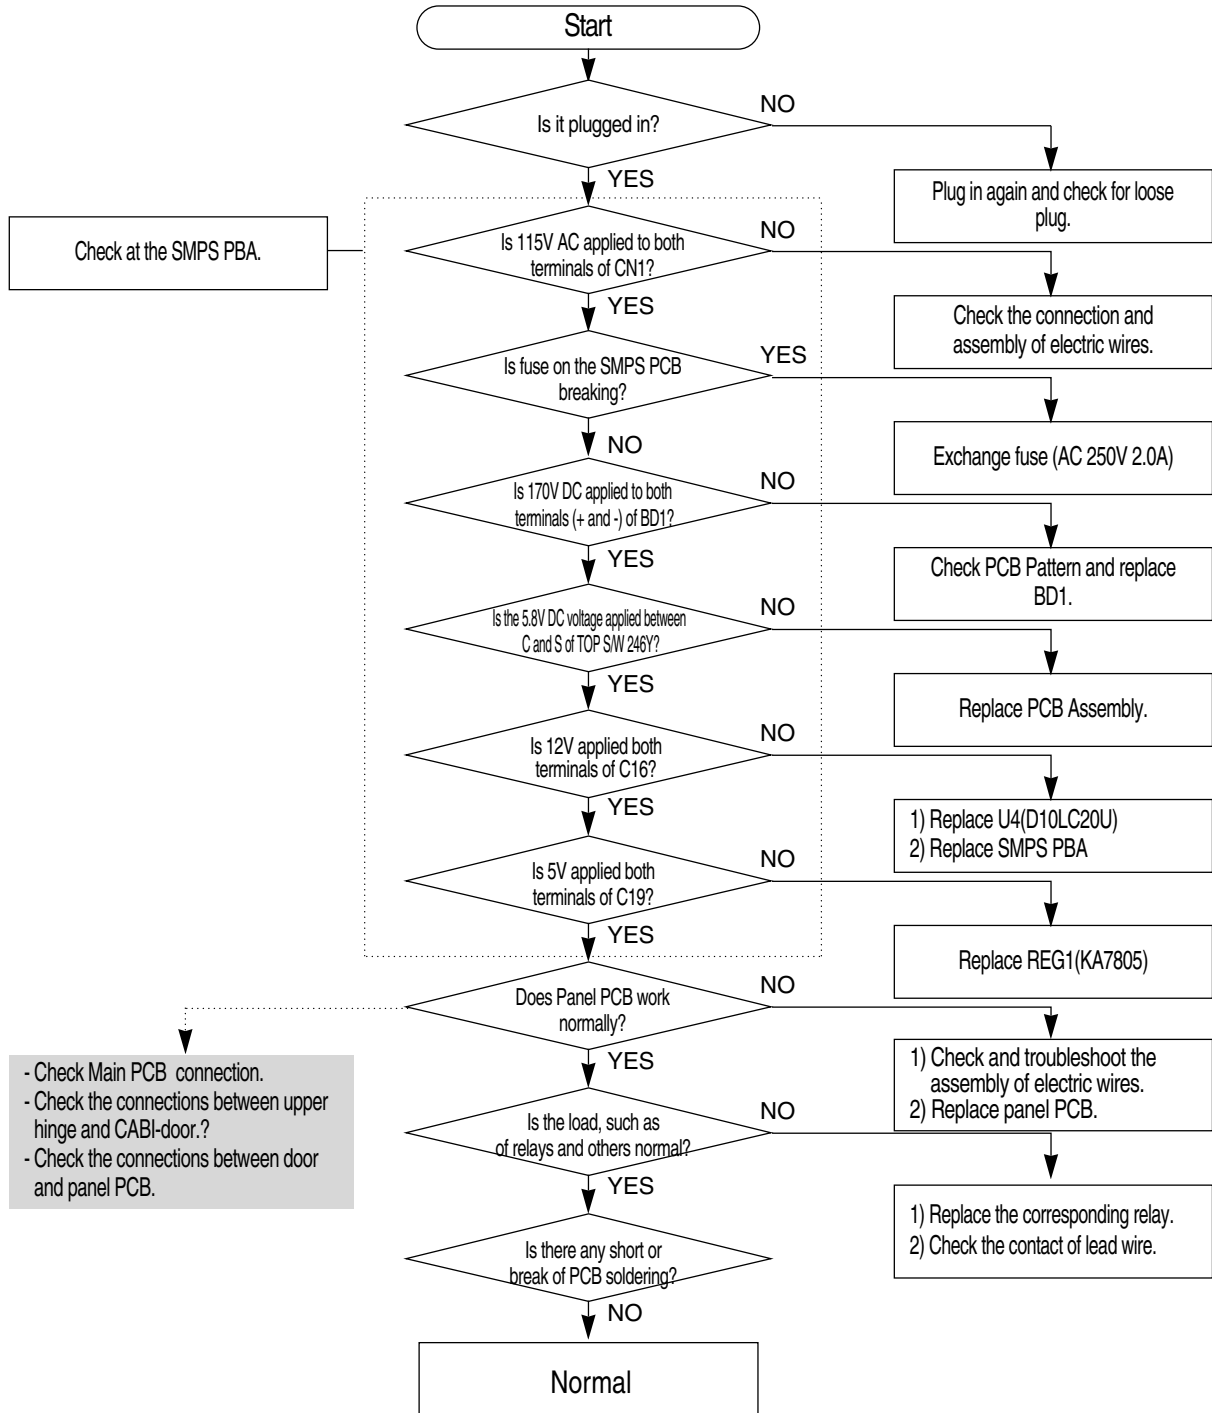 Start
Is it plugged in?
NO
YES
Plug in again and check for loose
plug.
Check at the SMPS PBA.
Is 115V AC applied to both
terminals of CN1?
NO
YES
Check the connection and
assembly of electric wires.
Is fuse on the SMPS PCB
breaking?
YES
NO
Exchange fuse (AC 250V 2.0A)
Is 170V DC applied to both
terminals (+ and -) of BD1?
NO
YES
Check PCB Pattern and replace
BD1.
Is the 5.8V DC voltage applied between
C and S of TOP S/W 246Y?
NO
YES
Replace PCB Assembly.
Is 12V applied both
terminals of C16?
NO
YES
1) Replace U4(D10LC20U)
2) Replace SMPS PBA
Is 5V applied both
terminals of C19?
NO
YES
Replace REG1(KA7805)
Does Panel PCB work
normally?
NO
YES
1) Check and troubleshoot the
assembly of electric wires.
2) Replace panel PCB.
- Check Main PCB connection.
- Check the connections between upper
hinge and CABI-door.?
- Check the connections between door
and panel PCB.
Is the load, such as
of relays and others normal?
NO
YES
1) Replace the corresponding relay.
2) Check the contact of lead wire.
Is there any short or
break of PCB soldering?
NO
Normal